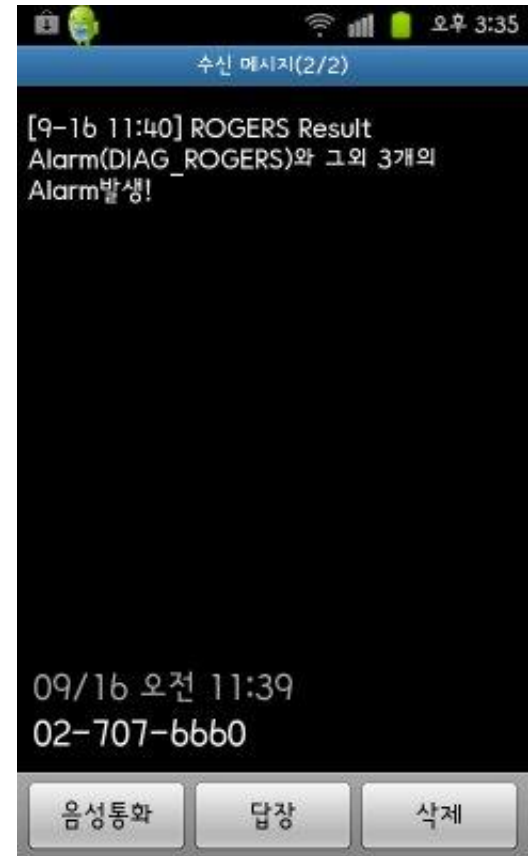 오후 3:35
수신 메시지(2/2)
[9-16 11:40] ROGERS Result
Alarm(DIAG_ROGERS)와 그외 3개의
Alarm발생!
09/16 오전 11:39
02-707-6660
음성통화 답장 삭제